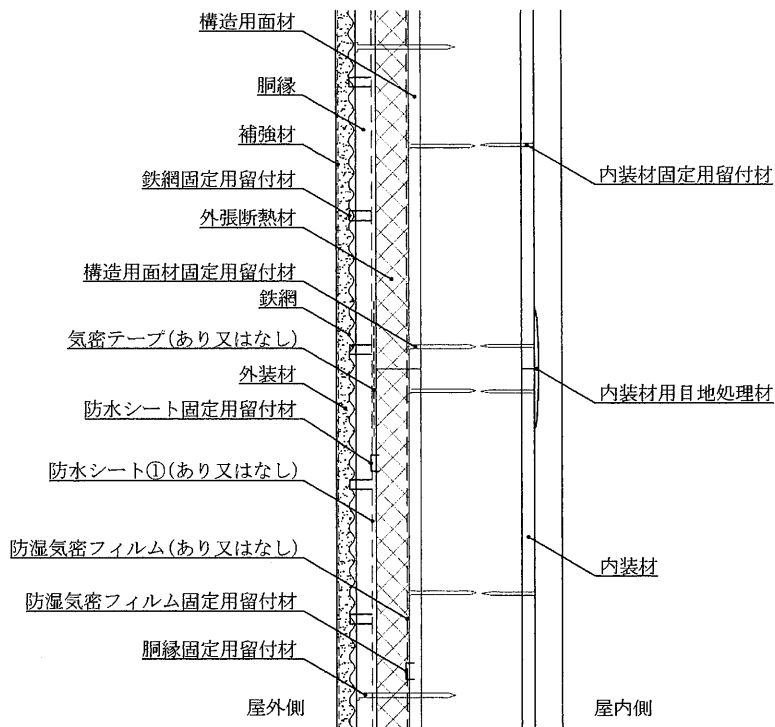 構造用面材
胴縁
補強材
鉄網固定用留付材
外張断熱材
構造用面材固定用留付材
鉄網
気密テープ(あり又はなし)
外装材
防水シート固定用留付材
防水シート①(あり又はなし)
防湿気密フィルム(あり又はなし)
防湿気密フィルム固定用留付材
胴縁固定用留付材
屋外側
内装材固定用留付材
内装材用目地処理材
内装材
屋内側